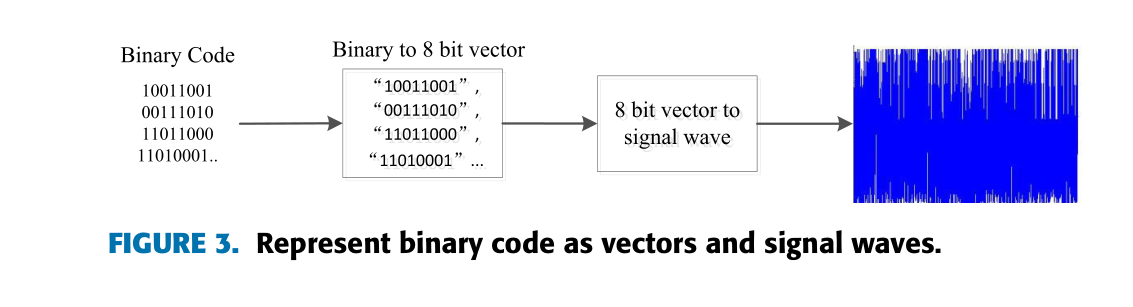 Binary Code
10011001
00111010
11011000
11010001..
Binary to 8 bit vector
“10011001” ,
“00111010” ,
“11011000” ,
“11010001” ...
8 bit vector to
signal wave
FIGURE 3. Represent binary code as vectors and signal waves.